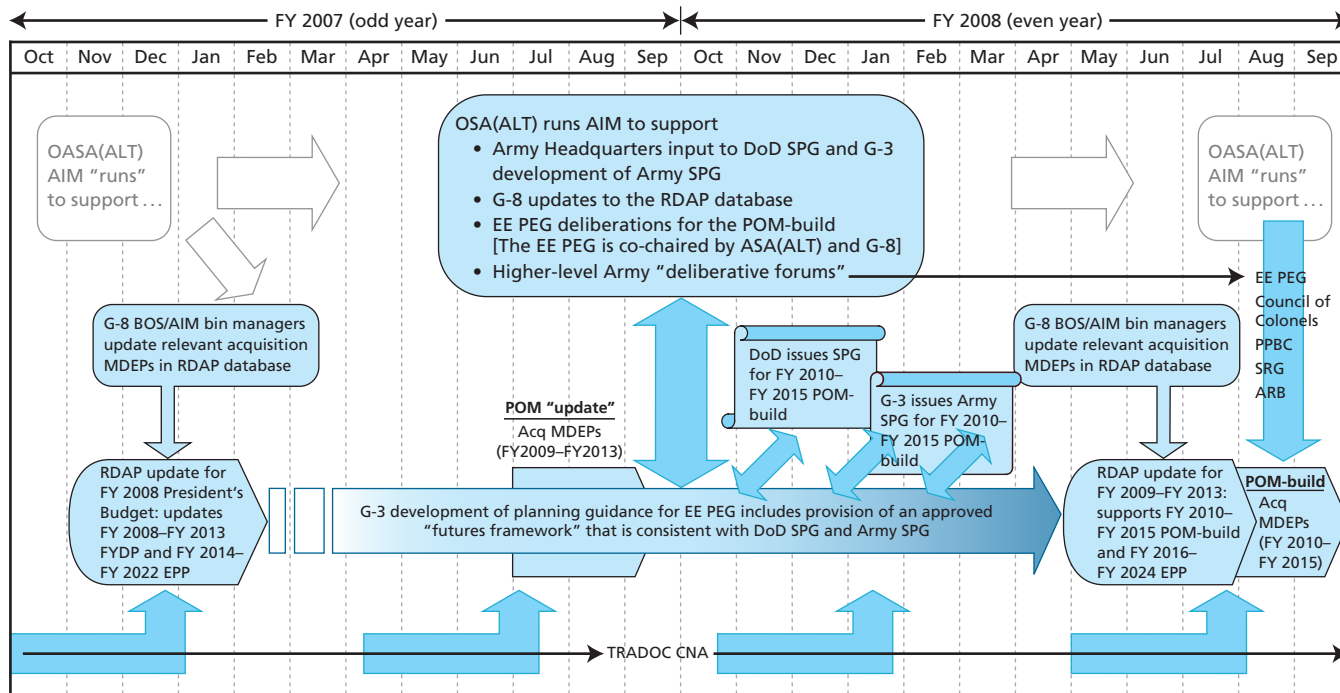 FY 2007 (odd year)
FY 2008 (even year)
Oct Nov Dec Jan Feb Mar Apr May Jun Jul Aug Sep Oct Nov Dec Jan Feb Mar Apr May Jun Jul Aug Sep
OASA(ALT)
AIM “runs”
to support ...
OSA(ALT) runs AIM to support
• Army Headquarters input to DoD SPG and G-3
development of Army SPG
• G-8 updates to the RDAP database
• EE PEG deliberations for the POM-build
[The EE PEG is co-chaired by ASA(ALT) and G-8]
• Higher-level Army “deliberative forums”
OASA(ALT)
AIM “runs”
to support ...
EE PEG
Council of
Colonels
PPBC
SRG
ARB
G-8 BOS/AIM bin managers
update relevant acquisition
MDEPs in RDAP database
DoD issues SPG
for FY 2010–
FY 2015 POM-
build
G-3 issues Army
SPG for FY 2010–
FY 2015 POM-
build
G-8 BOS/AIM bin managers
update relevant acquisition
MDEPs in RDAP database
POM “update”
Acq MDEPs
(FY2009–FY2013)
RDAP update for
FY 2008 President’s
Budget: updates
FY 2008–FY 2013
FYDP and FY 2014–
FY 2022 EPP
G-3 development of planning guidance for EE PEG includes provision of an approved
“futures framework” that is consistent with DoD SPG and Army SPG
RDAP update for
FY 2009–FY 2013:
supports FY 2010–
FY 2015 POM-build
and FY 2016–
FY 2024 EPP
POM-build
Acq
MDEPs
(FY 2010–
FY 2015)
TRADOC CNA